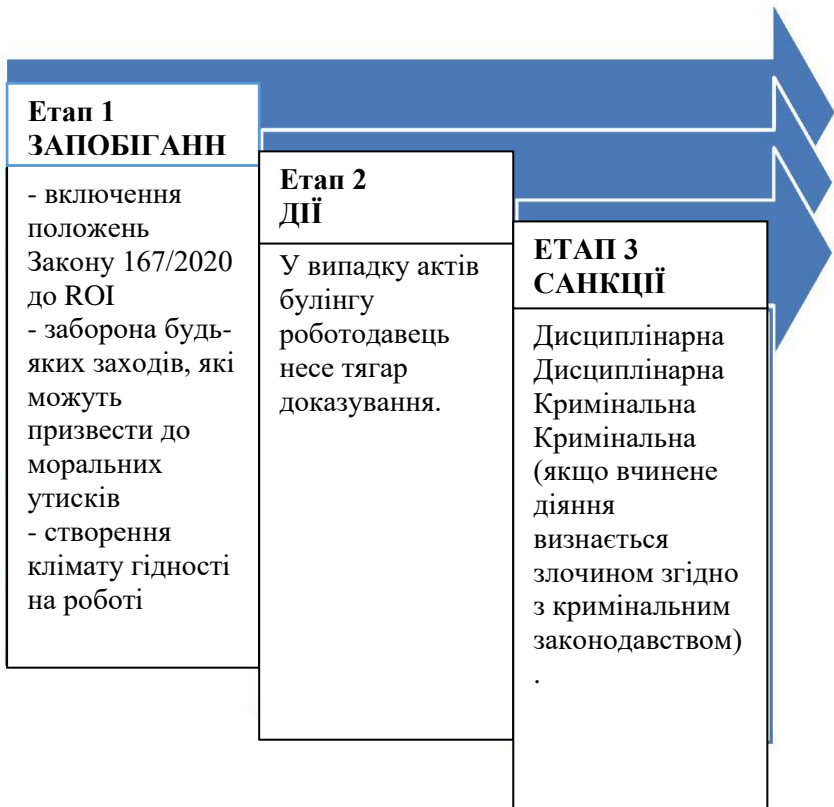 Етап 1
ЗАПОБІГАНН
- включення
положень
Закону 167/2020
до ROI
- заборона будь-
яких заходів, які
можуть
призвести до
моральних
утисків
- створення
клімату гідності
на роботі
Етап 2
ДІЇ
У випадку актів
булінгу
роботодавець
несе тягар
доказування.
ЕТАП 3
САНКЦІЇ
Дисциплінарна
Дисциплінарна
Кримінальна
Кримінальна
(якщо вчинене
діяння
визнається
злочином згідно
з кримінальним
законодавством)
.